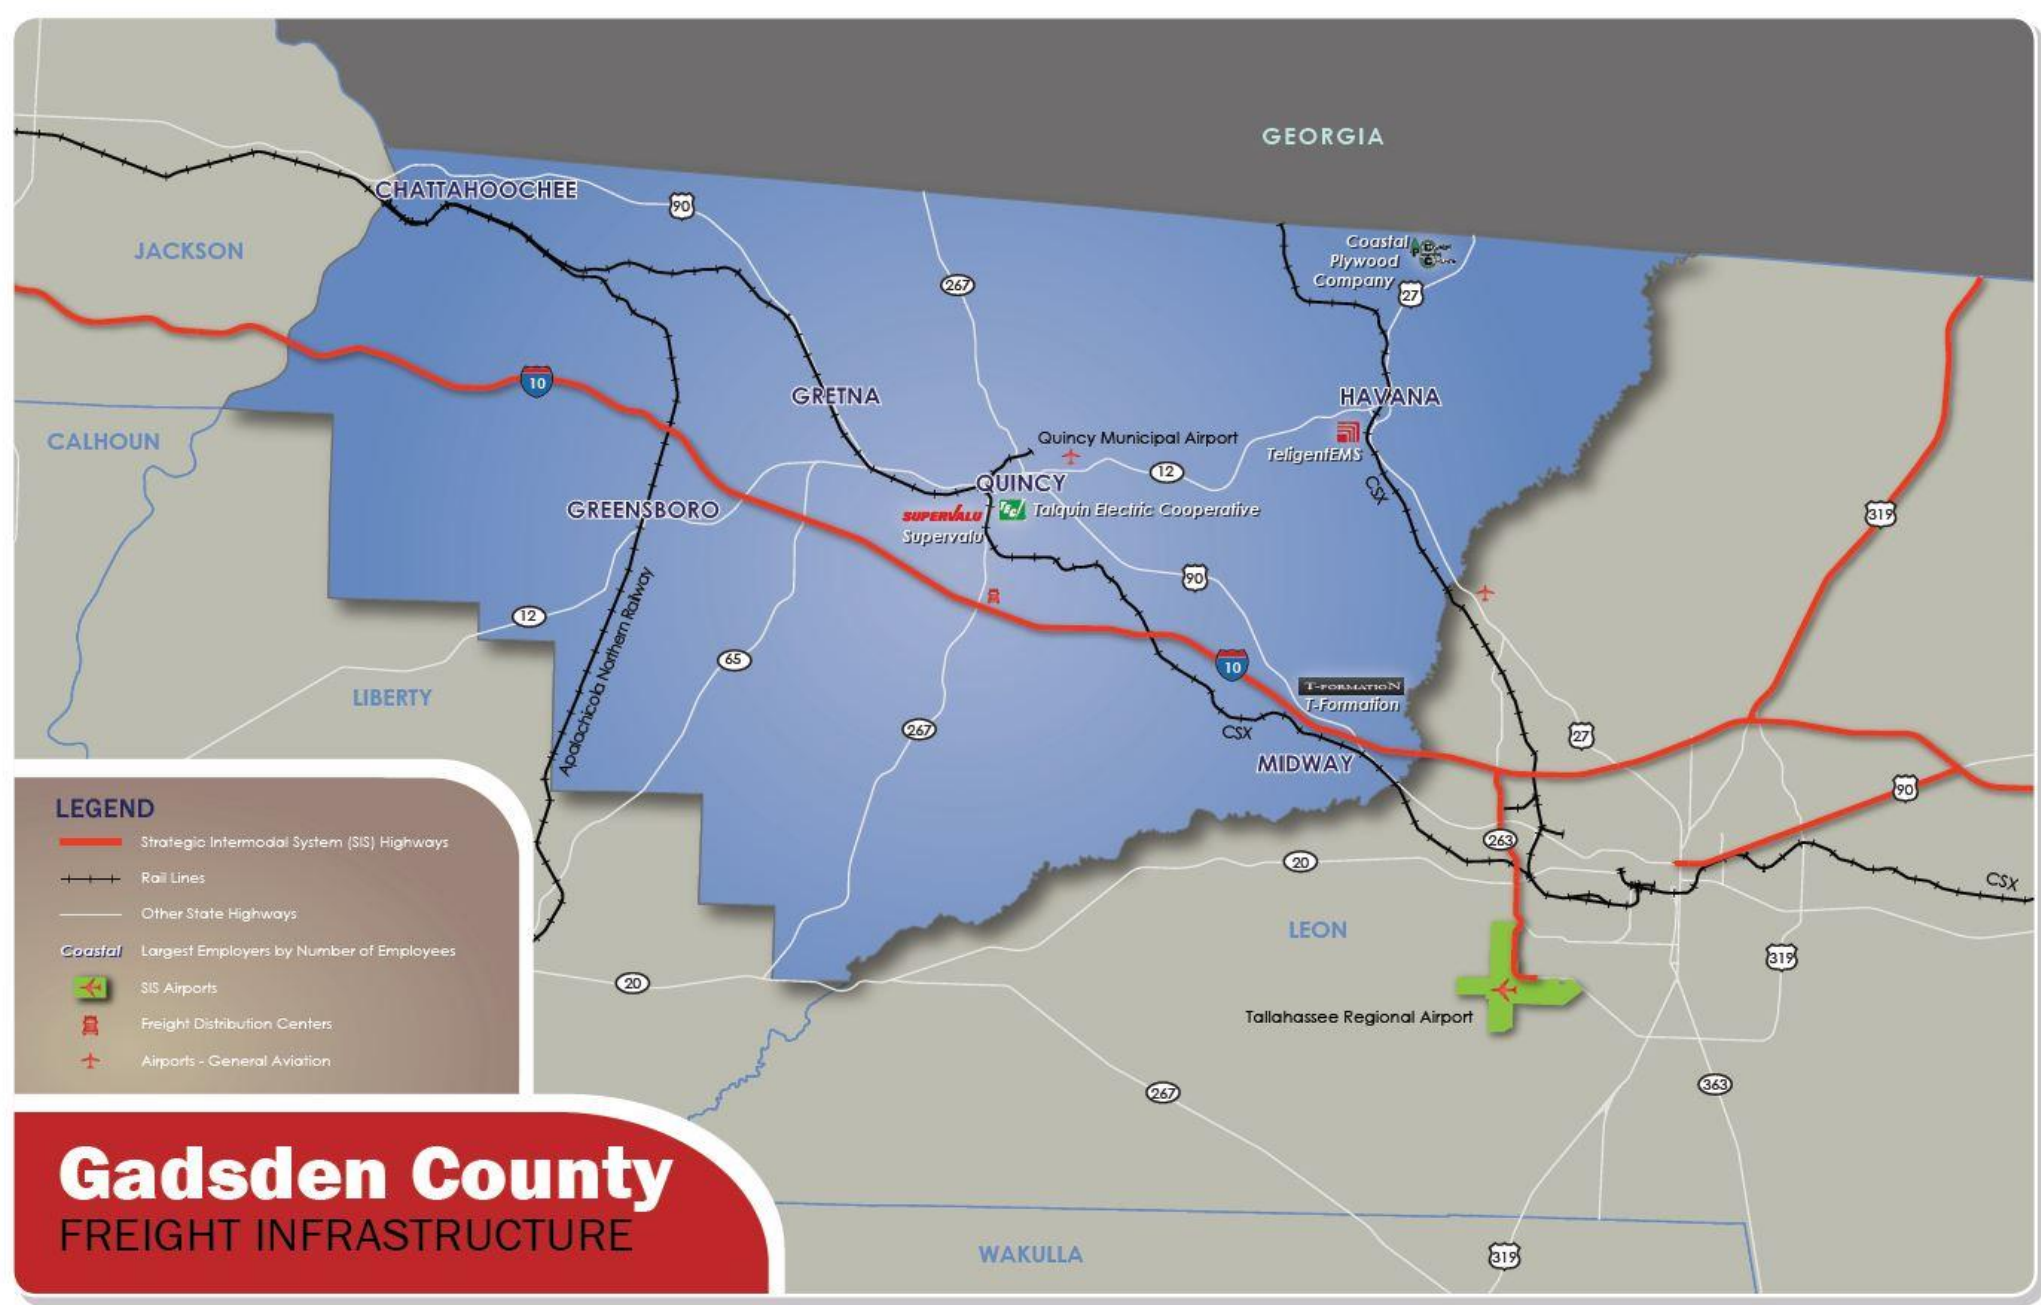 GEORGIA
CHATTAHOOCHEE
90
JACKSON
267
Coastal
Plywood
Company
27
10
GRETNA
HAVANA
CALHOUN
Quincy Municipal Airport
TeligentEMS
12
QUINCY
CSX
GREENSBORO
SUPERVALU
TEC
Talquin Electric Cooperative
Supervalu
319
90
12
Apalachicola Northern Railway
65
10
T-FORMATION
T-Formation
LIBERTY
267
CSX
27
MIDWAY
90
263
20
CSX
LEON
319
20
Tallahassee Regional Airport
267
363
319
WAKULLA
LEGEND
Strategic Intermodal System (SIS) Highways
Rail Lines
Other State Highways
Coastal Largest Employers by Number of Employees
SIS Airports
Freight Distribution Centers
Airports - General Aviation
Gadsden County
FREIGHT INFRASTRUCTURE